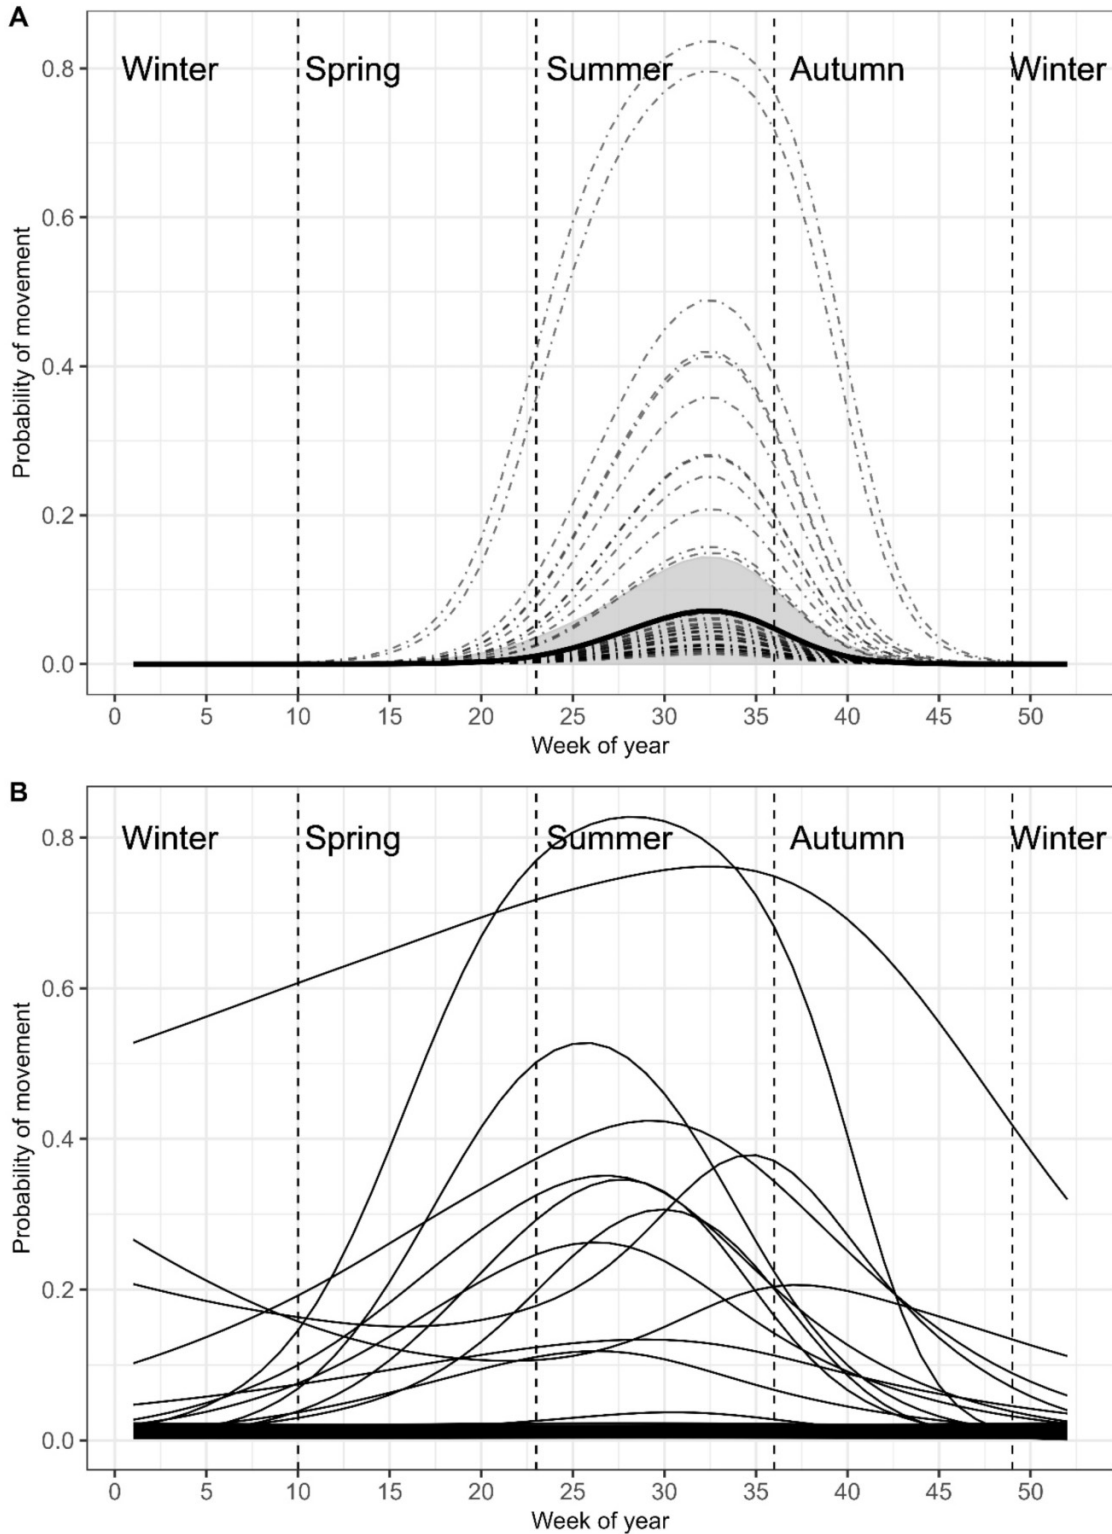 A
Winter Spring Summer Autumn Winter
0.8
0.6
0.4
0.2
0.0
Probability of movement
0 5 10 15 20 25 30 35 40 45 50
Week of year
B
Winter Spring Summer Autumn Winter
0.8
0.6
0.4
0.2
0.0
Probability of movement
0 5 10 15 20 25 30 35 40 45 50
Week of year